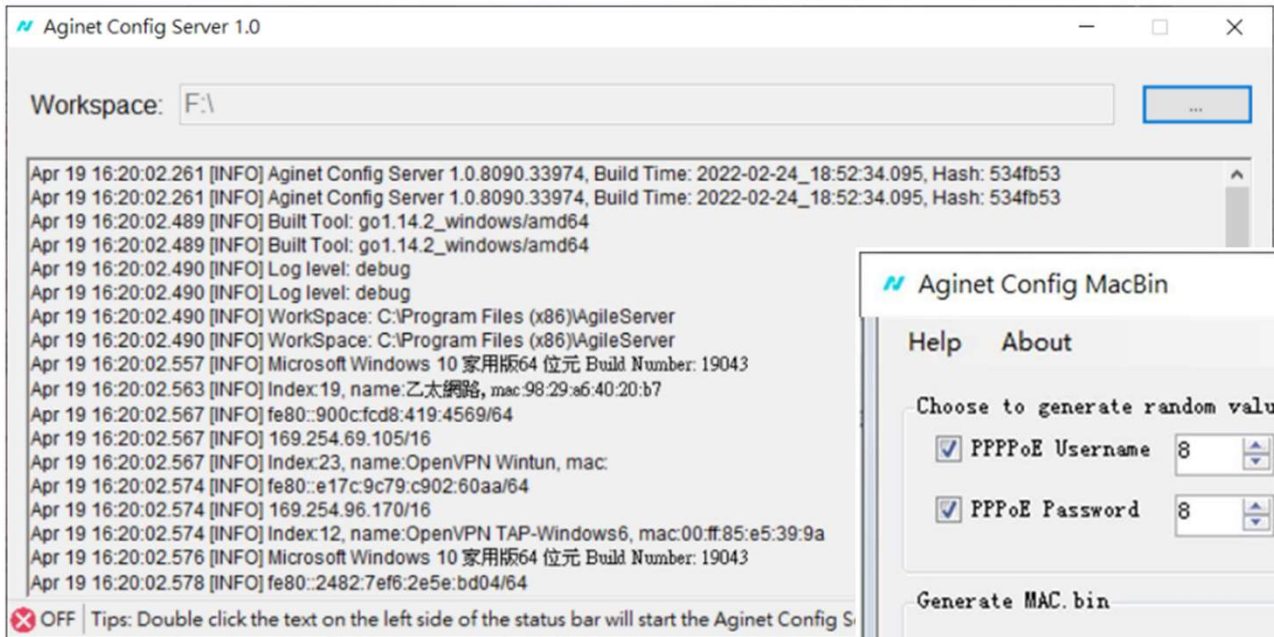 Aginet Config Server 1.0
Workspace: F:\
...
Apr 19 16:20:02.261 [INFO] Aginet Config Server 1.0.8090.33974, Build Time: 2022-02-24_18:52:34.095, Hash: 534fb53
Apr 19 16:20:02.261 [INFO] Aginet Config Server 1.0.8090.33974, Build Time: 2022-02-24_18:52:34.095, Hash: 534fb53
Apr 19 16:20:02.489 [INFO] Built Tool: go1.14.2_windows/amd64
Apr 19 16:20:02.489 [INFO] Built Tool: go1.14.2_windows/amd64
Apr 19 16:20:02.490 [INFO] Log level: debug
Apr 19 16:20:02.490 [INFO] Log level: debug
Apr 19 16:20:02.490 [INFO] WorkSpace: C:\Program Files (x86)\AgileServer
Apr 19 16:20:02.490 [INFO] WorkSpace: C:\Program Files (x86)\AgileServer
Apr 19 16:20:02.557 [INFO] Microsoft Windows 10 家用版64 位元 Build Number: 19043
Apr 19 16:20:02.563 [INFO] Index:19, name:乙太網路, mac:98:29:a6:40:20:b7
Apr 19 16:20:02.567 [INFO] fe80::900c:fcd8:419:4569/64
Apr 19 16:20:02.567 [INFO] 169.254.69.105/16
Apr 19 16:20:02.567 [INFO] Index:23, name:OpenVPN Wintun, mac:
Apr 19 16:20:02.574 [INFO] fe80::e17c:9c79:c902:60aa/64
Apr 19 16:20:02.574 [INFO] 169.254.96.170/16
Apr 19 16:20:02.574 [INFO] Index:12, name:OpenVPN TAP-Windows6, mac:00:ff:85:e5:39:9a
Apr 19 16:20:02.576 [INFO] Microsoft Windows 10 家用版64 位元 Build Number: 19043
Apr 19 16:20:02.578 [INFO] fe80::2482:7ef6:2e5e:bd04/64
OFF Tips: Double click the text on the left side of the status bar will start the Aginet Config S
Aginet Config MacBin
Help About
Choose to generate random valu
PPPPoE Username 8
PPPoE Password 8
Generate MAC.bin